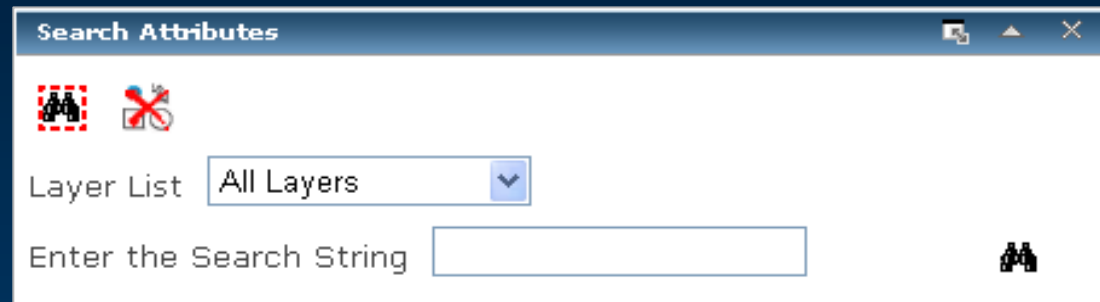 Search Attributes
Layer List All Layers
Enter the Search String